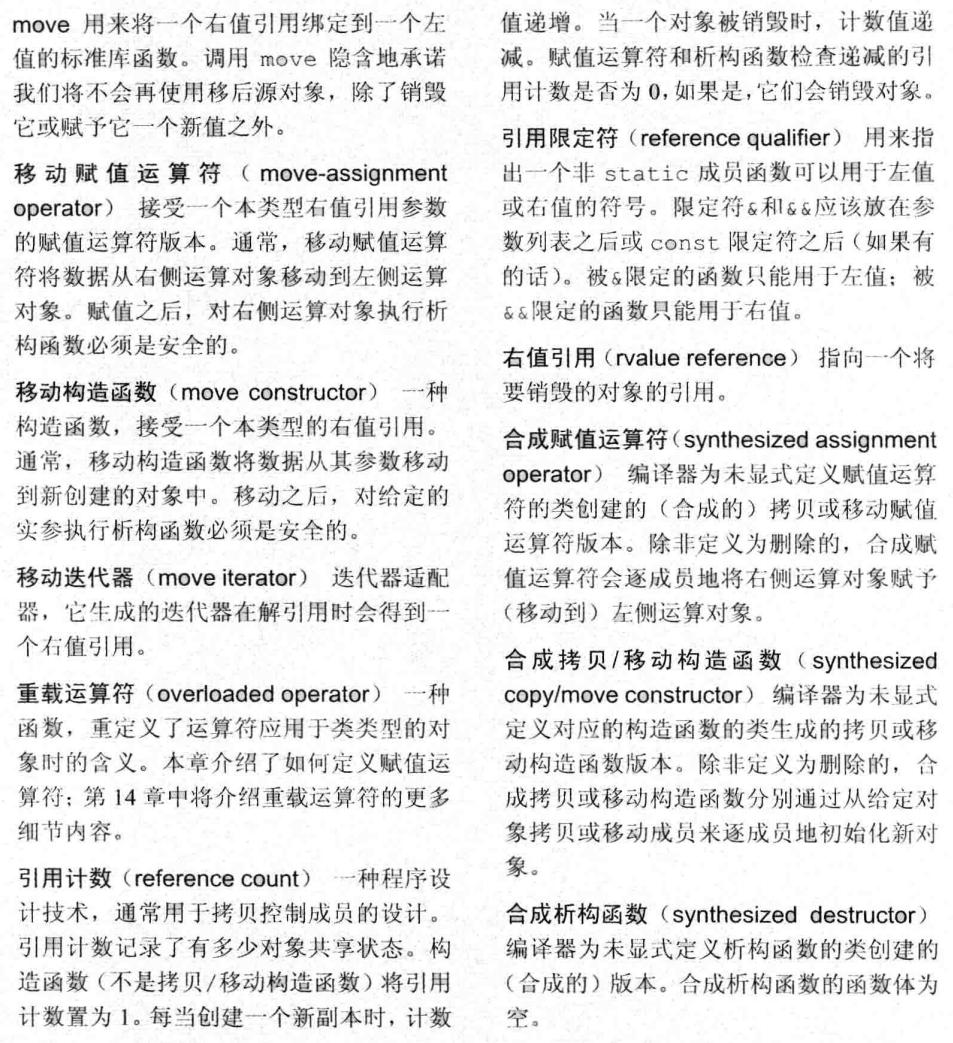 move 用来将一个右值引用绑定到一个左
值的标准库函数。调用 move 隐含地承诺
我们将不会再使用移后源对象，除了销毁
它或赋予它一个新值之外。
移动赋值运算符（move-assignment
operator） 接受一个本类型右值引用参数
的赋值运算符版本。通常，移动赋值运算
符将数据从右侧运算对象移动到左侧运算
对象。赋值之后，对右侧运算对象执行析
构函数必须是安全的。
移动构造函数（move constructor） 一种
构造函数，接受一个本类型的右值引用。
通常，移动构造函数将数据从其参数移动
到新创建的对象中。移动之后，对给定的
实参执行析构函数必须是安全的。
移动迭代器（move iterator） 迭代器适配
器，它生成的迭代器在解引用时会得到一
个右值引用。
重载运算符（overloaded operator） 一种
函数，重定义了运算符应用于类类型的对
象时的含义。本章介绍了如何定义赋值运
算符；第 14 章中将介绍重载运算符的更多
细节内容。
引用计数（reference count） 一种程序设
计技术，通常用于拷贝控制成员的设计。
引用计数记录了有多少对象共享状态。构
造函数（不是拷贝/移动构造函数）将引用
计数置为 1。每当创建一个新副本时，计数
值递增。当一个对象被销毁时，计数值递
减。赋值运算符和析构函数检查递减的引
用计数是否为 0，如果是，它们会销毁对象。
引用限定符（reference qualifier） 用来指
出一个非 static 成员函数可以用于左值
或右值的符号。限定符&和&&应该放在参
数列表之后或 const 限定符之后（如果有
的话）。被&限定的函数只能用于左值；被
&&限定的函数只能用于右值。
右值引用（rvalue reference） 指向一个将
要销毁的对象的引用。
合成赋值运算符（synthesized assignment
operator） 编译器为未显式定义赋值运算
符的类创建的（合成的）拷贝或移动赋值
运算符版本。除非定义为删除的，合成赋
值运算符会逐成员地将右侧运算对象赋予
（移动到）左侧运算对象。
合成拷贝/移动构造函数（synthesized
copy/move constructor） 编译器为未显式
定义对应的构造函数的类生成的拷贝或移
动构造函数版本。除非定义为删除的，合
成拷贝或移动构造函数分别通过从给定对
象拷贝或移动成员来逐成员地初始化新对
象。
合成析构函数（synthesized destructor）
编译器为未显式定义析构函数的类创建的
（合成的）版本。合成析构函数的函数体为
空。